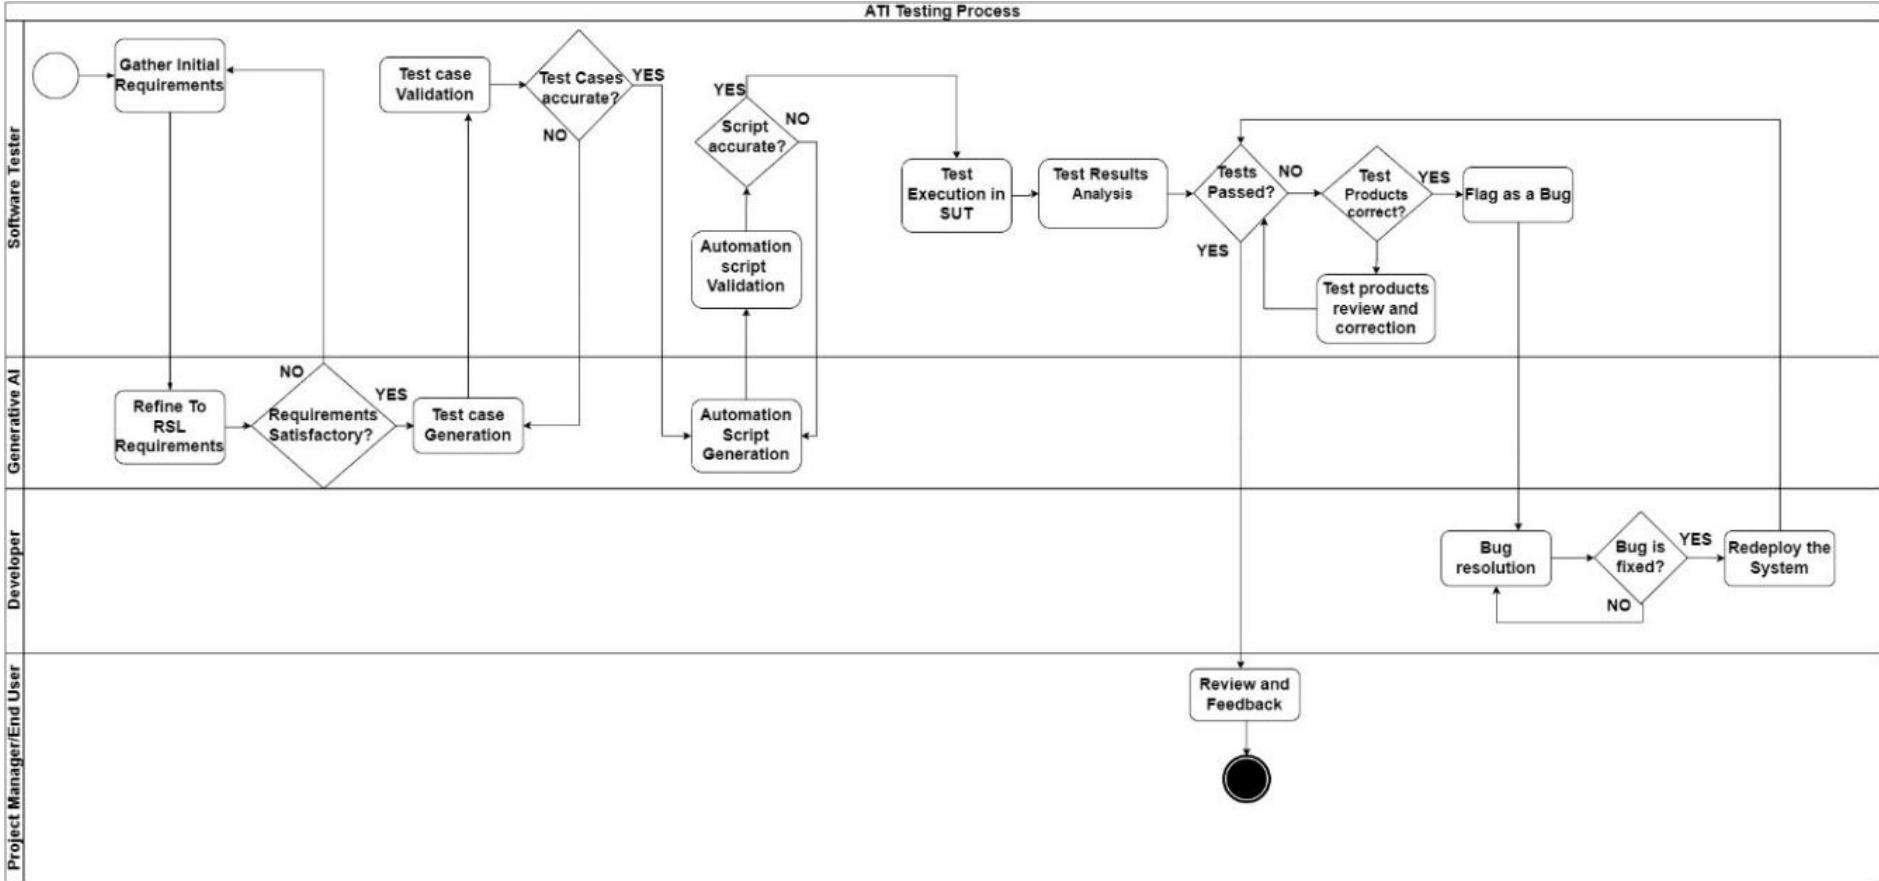 ATI Testing Process
Software Tester
Gather Initial
Requirements
Test case
Validation
Test Cases
accurate?
YES
NO
YES
Script
accurate?
NO
Automation
script
Validation
Test
Execution in
SUT
Test Results
Analysis
Tests
Passed?
NO
YES
Test
Products
correct?
YES
Flag as a Bug
Test products
review and
correction
Generative AI
Refine To
RSL
Requirements
NO
Requirements
Satisfactory?
YES
Test case
Generation
Automation
Script
Generation
Developer
Bug
resolution
Bug is
fixed?
YES
NO
Redeploy the
System
Project Manager/End User
Review and
Feedback